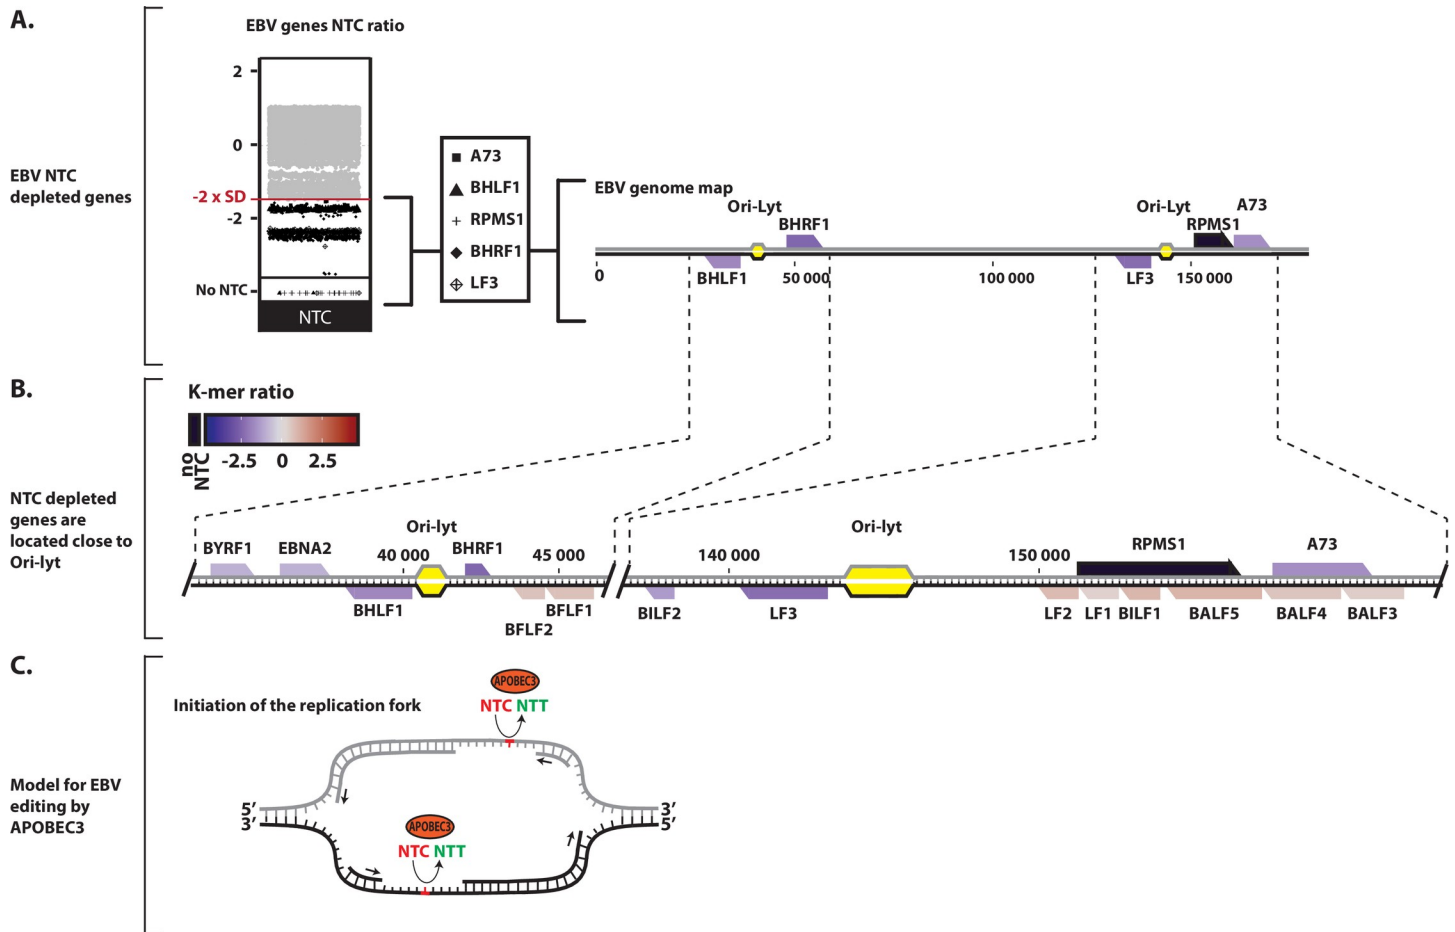 A.
EBV genes NTC ratio
2
0
-2 x SD
-2
No NTC
NTC
EBV NTC
depleted genes
A73
BHLF1
RPMS1
BHRF1
LF3
EBV genome map
Ori-Lyt
BHRF1
Ori-Lyt
A73
RPMS1
0
BHLF1
50 000
100 000
LF3
150 000
B.
K-mer ratio
no
NTC
-2.5
0
2.5
NTC depleted
genes are
located close to
Ori-lyt
BYRF1
EBNA2
40 000
Ori-lyt
BHRF1
45 000
BHLF1
BFLF2
BFLF1
140 000
Ori-lyt
150 000
RPMS1
A73
BILF2
LF3
LF2
LF1
BILF1
BALF5
BALF4
BALF3
C.
Initiation of the replication fork
Model for EBV
editing by
APOBEC3
APOBEC3
NTC NTT
5′
3′
3′
5′
APOBEC3
NTC NTT